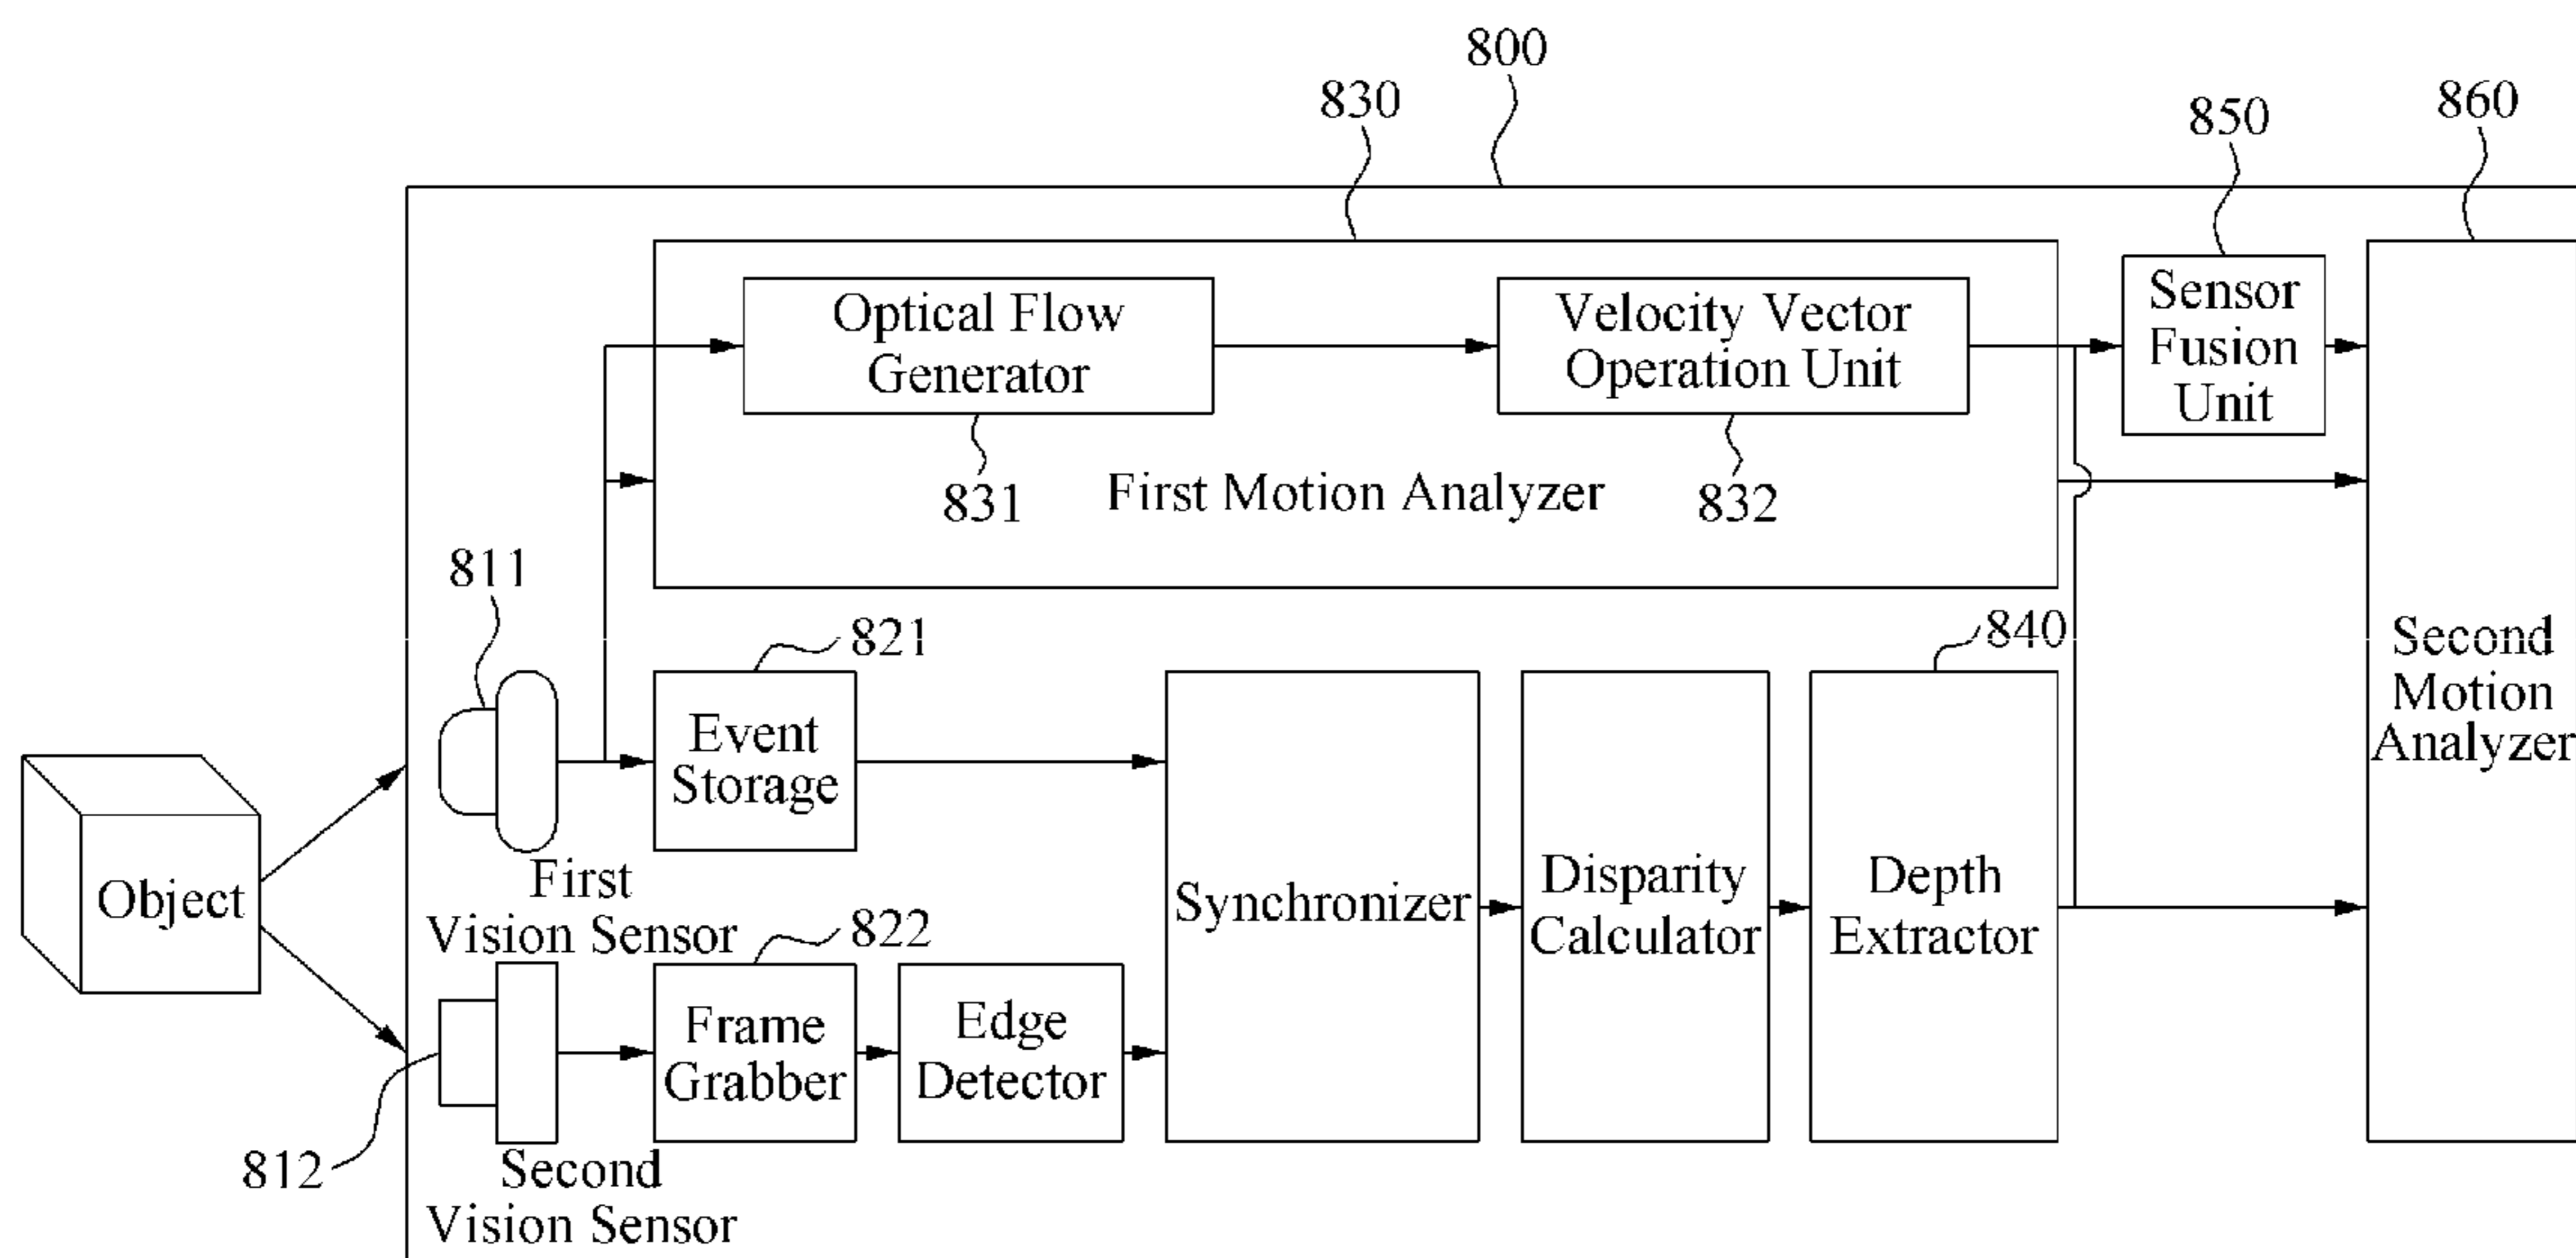 800
830
850
860
Optical Flow
Generator
Velocity Vector
Operation Unit
Sensor
Fusion
Unit
831
First Motion Analyzer
832
811
821
840
Second
Motion
Analyzer
Event
Storage
Object
First
Vision Sensor
822
Synchronizer
Disparity
Calculator
Depth
Extractor
Frame
Grabber
Edge
Detector
812
Second
Vision Sensor